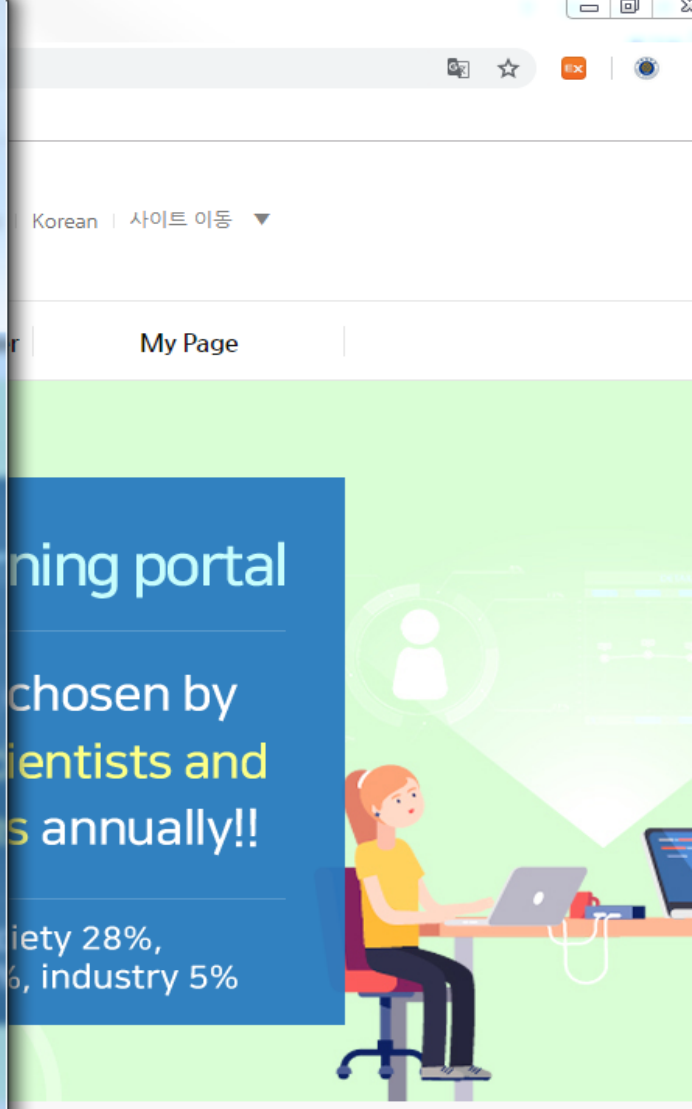 Korean 사이트 이동 ▼
r My Page
ning portal
chosen by
ientists and
s annually!!
iety 28%,
%, industry 5%